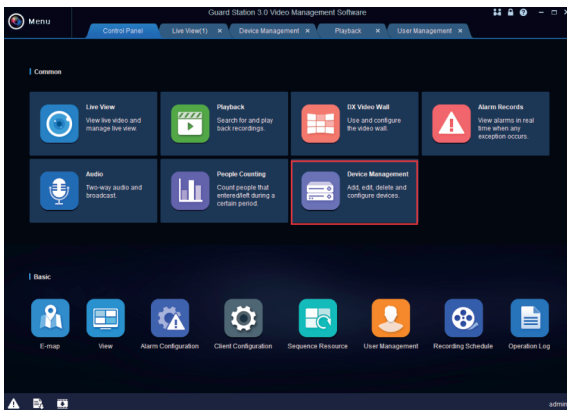 Guard Station 3.0 Video Management Software
Menu
Control Panel
Live View(1)
Device Management
Playback
User Management
Common
Live View
View live video and
manage live view.
Playback
Search for and play
back recordings.
DX Video Wall
Use and configure
the video wall.
Alarm Records
View alarms in real
time when any
exception occurs.
Audio
Two-way audio and
broadcast.
People Counting
Count people that
entered/left during a
certain period.
Device Management
Add, edit, delete and
configure devices.
Basic
E-map
View
Alarm Configuration
Client Configuration
Sequence Resource
User Management
Recording Schedule
Operation Log
admin